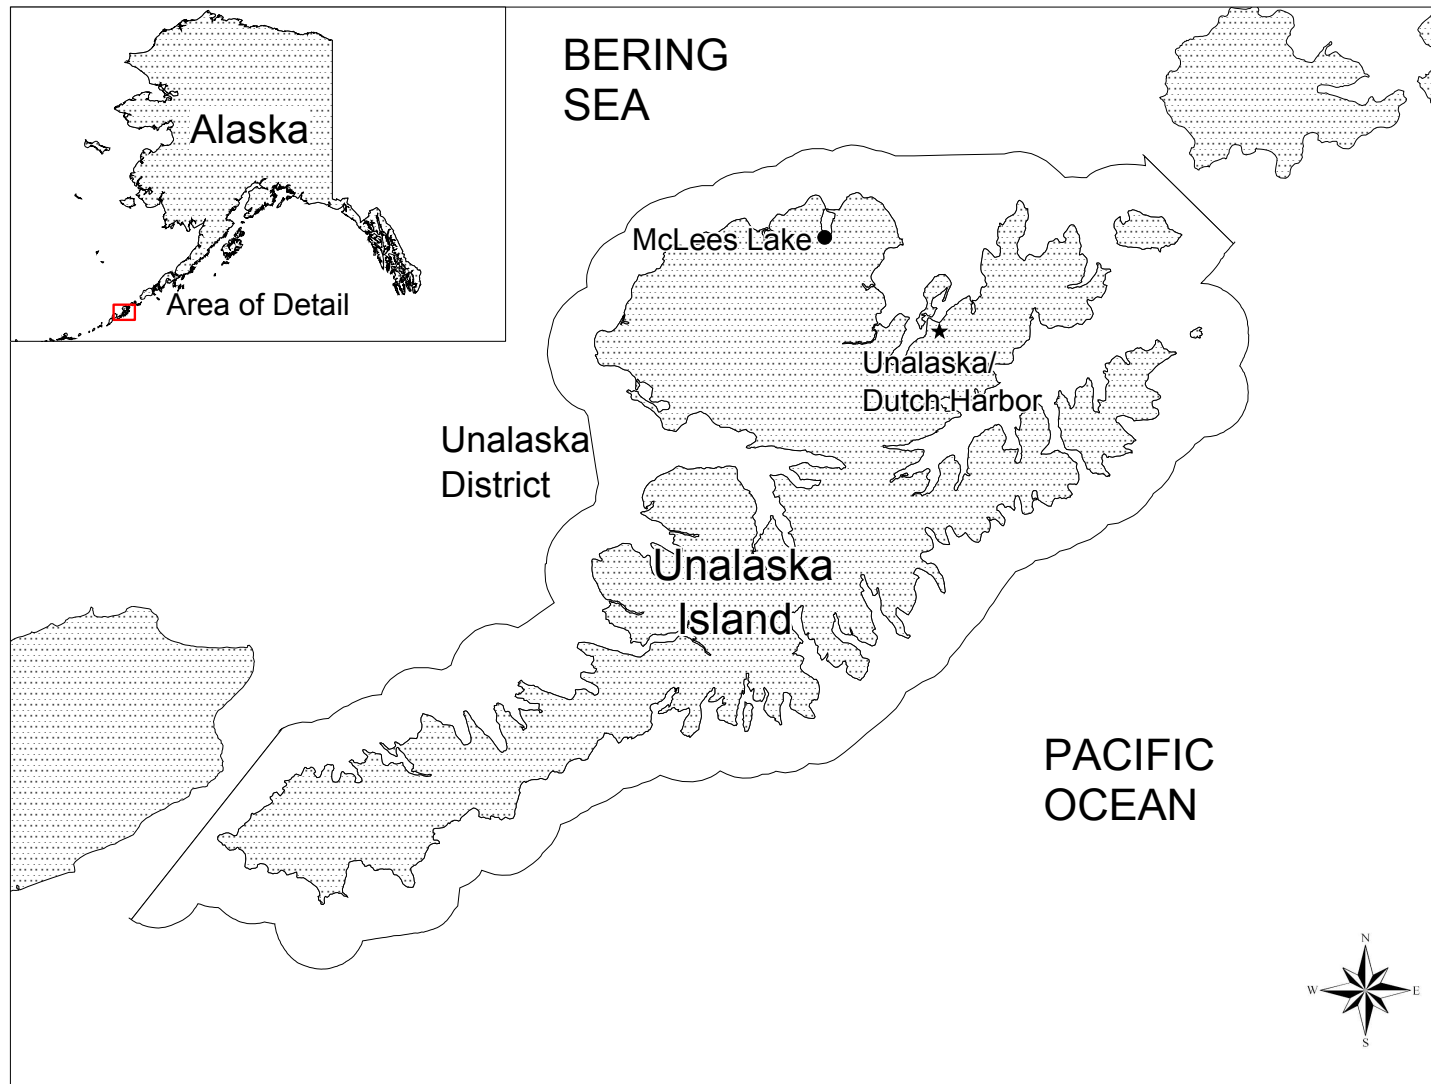 BERING
SEA
Alaska
Area of Detail
McLees Lake
Unalaska/
Dutch Harbor
Unalaska
District
Unalaska
Island
PACIFIC
OCEAN
N
W
E
S